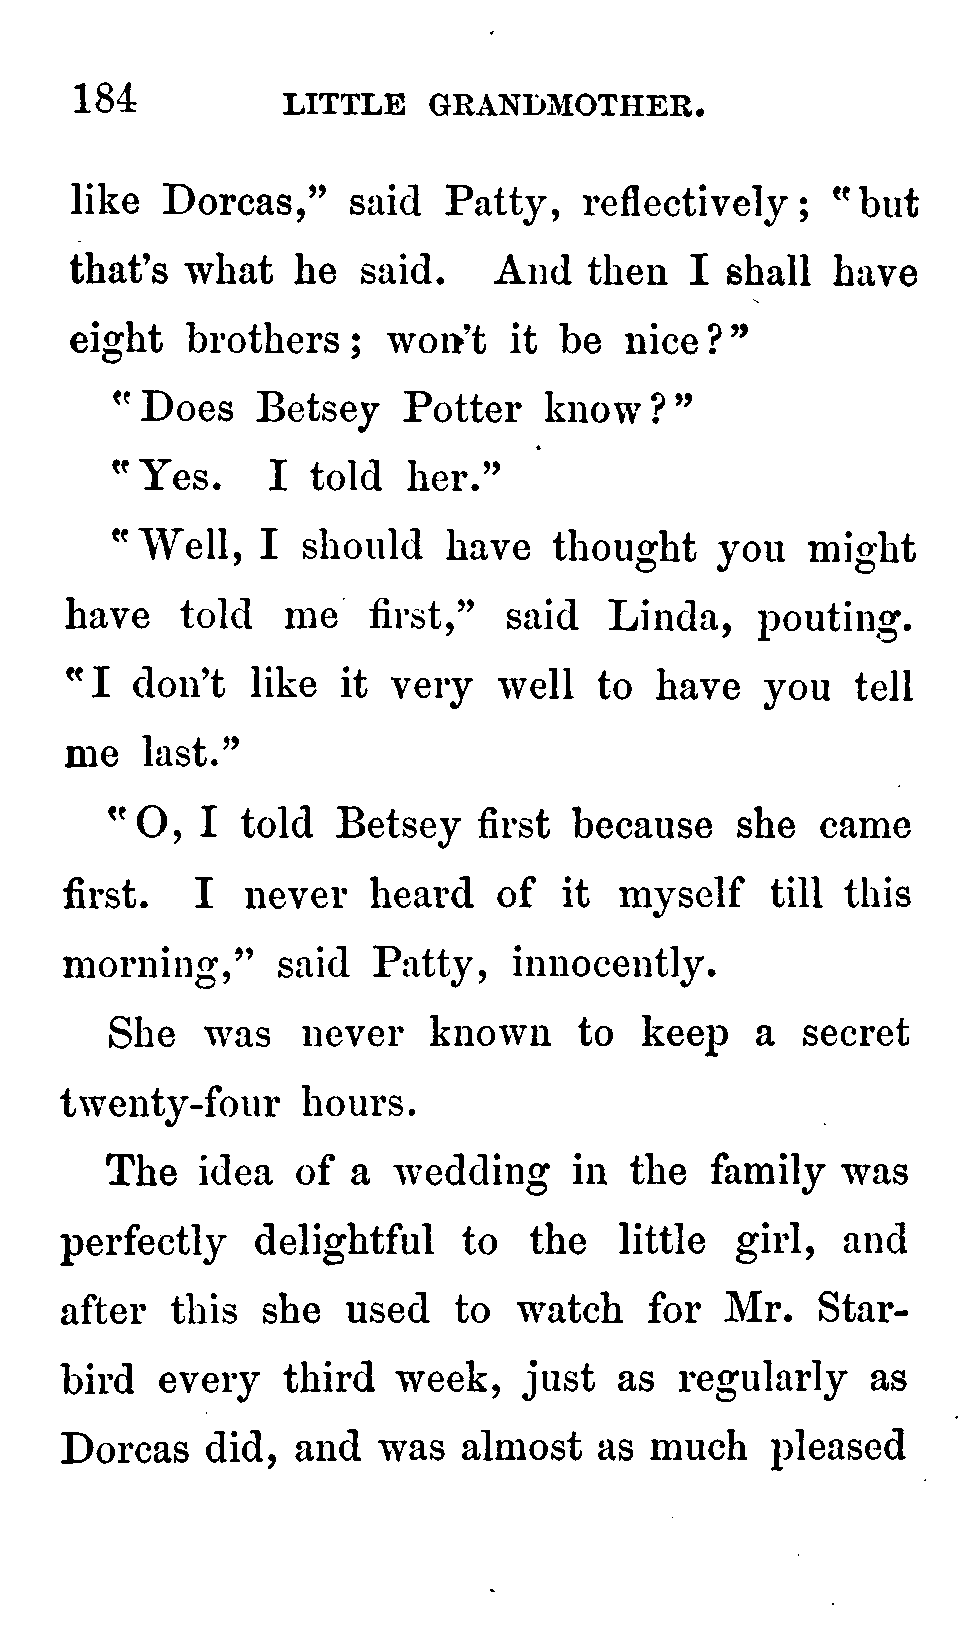 184 LITTLE GRANDMOTHER.
like Dorcas," said Patty, reflectively; "but
that's what he said. And then I shall have
eight brothers; won't it be nice?"
"Does Betsey Potter know?"
"Yes. I told her."
"Well, I should have thought you might
have told me first," said Linda, pouting.
"I don't like it very well to have you tell
me last."
"O, I told Betsey first because she came
first. I never heard of it myself till this
morning," said Patty, innocently.
She was never known to keep a secret
twenty-four hours.
The idea of a wedding in the family was
perfectly delightful to the little girl, and
after this she used to watch for Mr. Star-
bird every third week, just as regularly as
Dorcas did, and was almost as much pleased